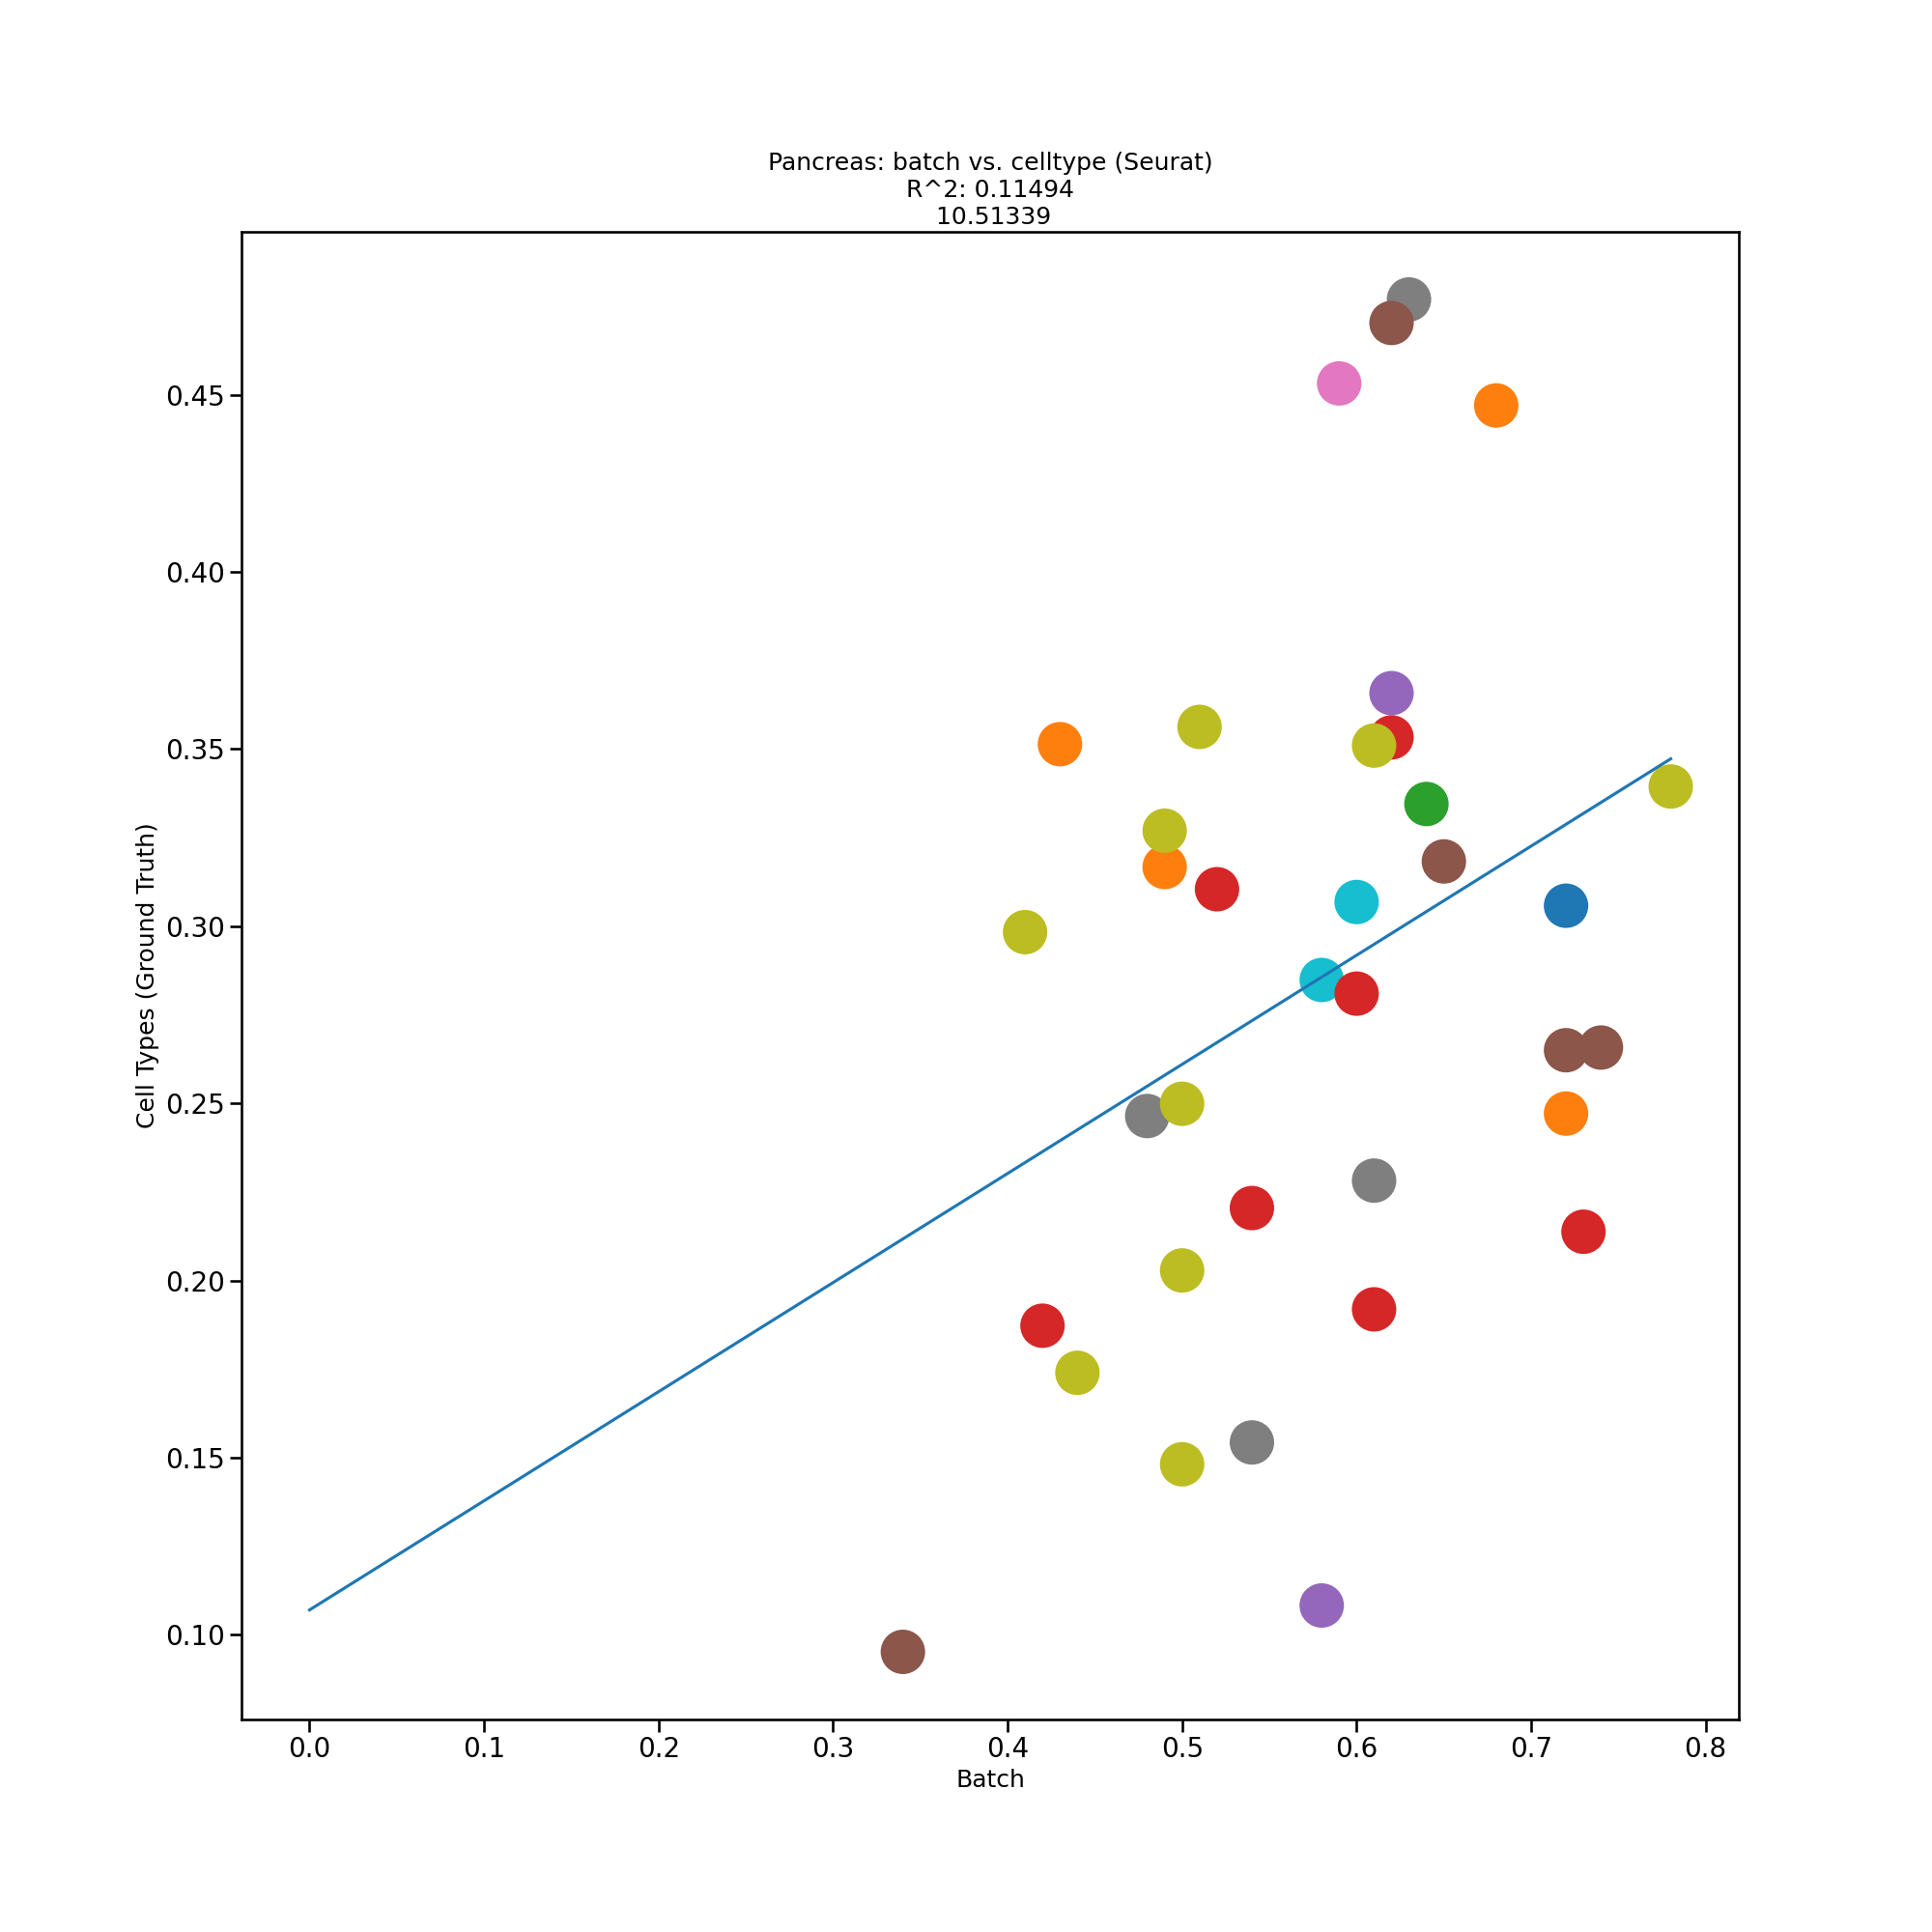 Pancreas: batch vs. celltype (Seurat)
R^2: 0.11494
10.51339
Cell Types (Ground Truth)
0.45
0.40
0.35
0.30
0.25
0.20
0.15
0.10
0.0 0.1 0.2 0.3 0.4 0.5 0.6 0.7 0.8
Batch